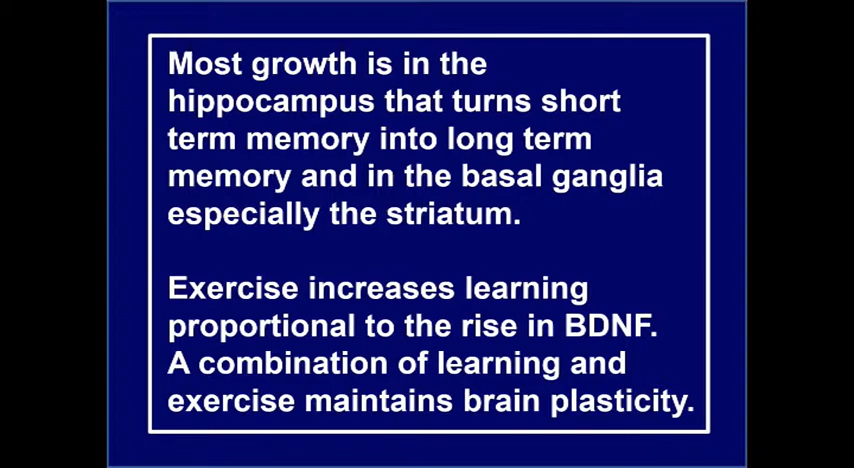 Most growth is in the
hippocampus that turns short
term memory into long term
memory and in the basal ganglia
especially the striatum.
Exercise increases learning
proportional to the rise in BDNF.
A combination of learning and
exercise maintains brain plasticity.